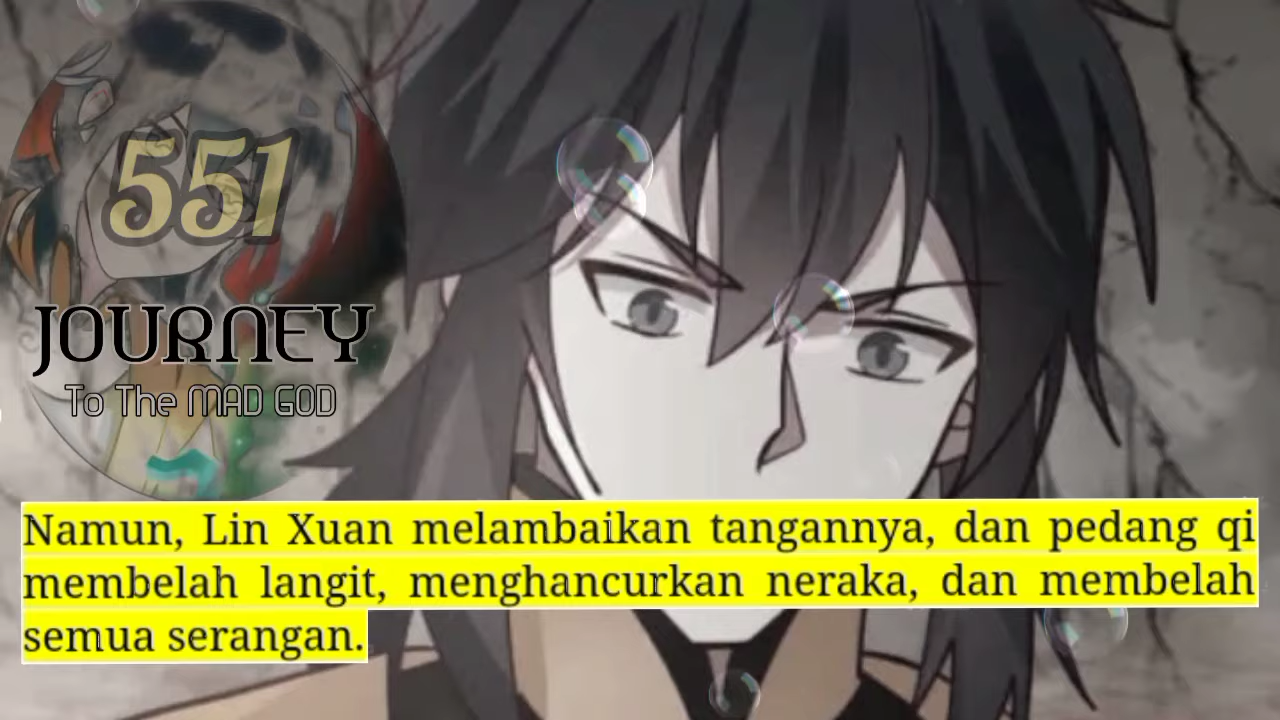 551
JOURNEY
To The MAD GOD
Namun, Lin Xuan melambaikan tangannya, dan pedang qi
membelah langit, menghancurkan neraka, dan membelah
semua serangan.